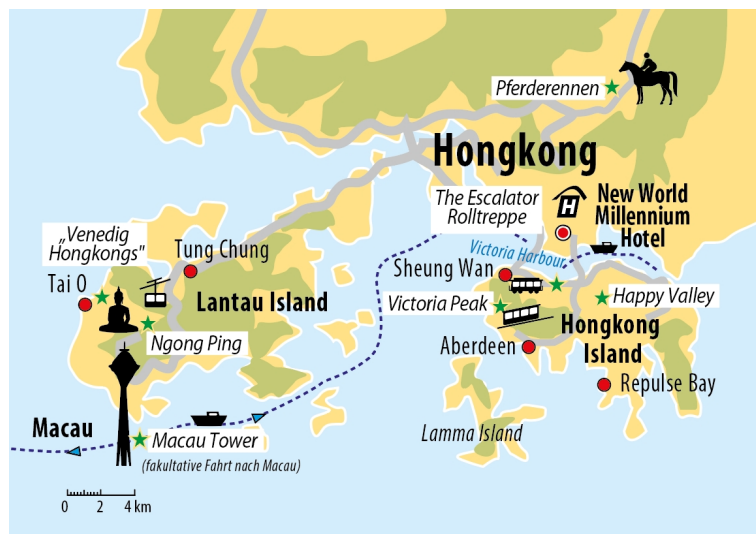 Pferderennen
Hongkong
The Escalator
Rolltreppe
H
New World
Millennium
Hotel
„Venedig
Hongkongs"
Tung Chung
Tai O
Lantau Island
Ngong Ping
Victoria Harbour
Sheung Wan
Victoria Peak
Happy Valley
Hongkong
Island
Aberdeen
Repulse Bay
Lamma Island
Macau
Macau Tower
(fakultative Fahrt nach Macau)
0 2 4 km